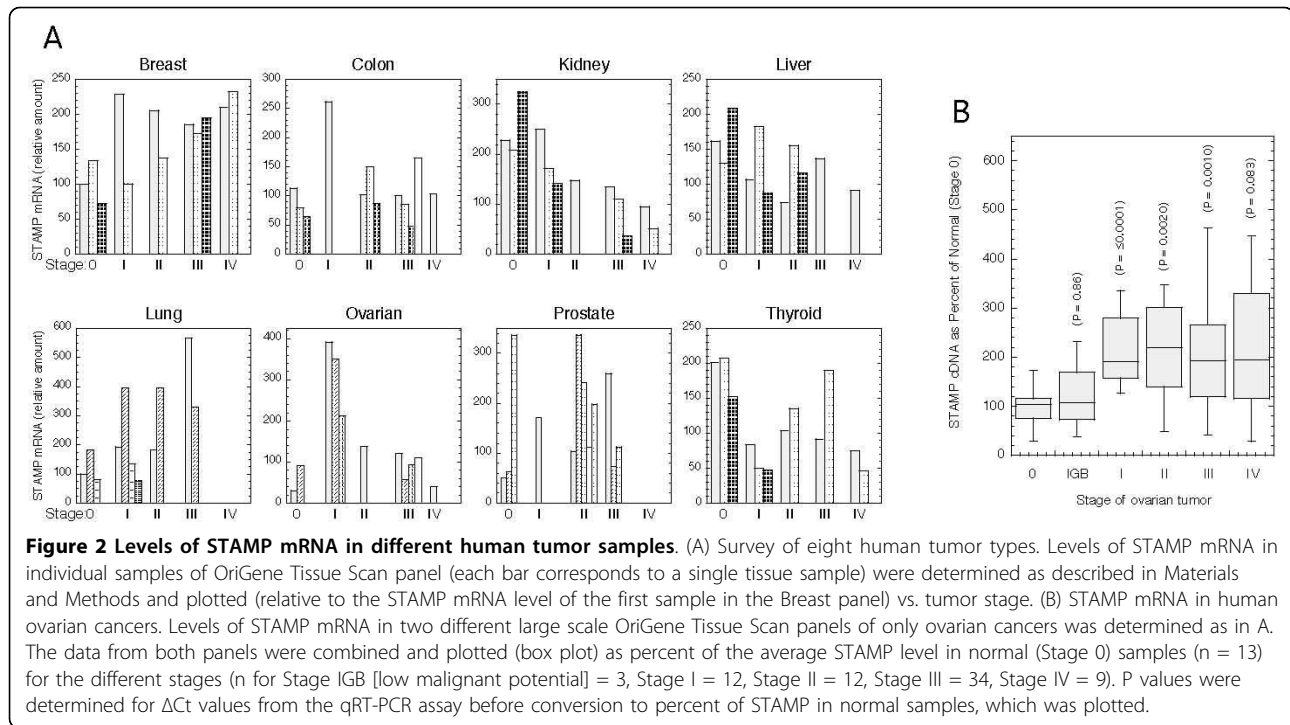 A
Breast Colon Kidney Liver
STAMP mRNA (relative amount)
250 200 150 100 50 0
300 250 200 150 100 50 0
300 200 100 0
250 200 150 100 50 0
Stage: 0 I II III IV
0 I II III IV
0 I II III IV
0 I II III IV
Lung Ovarian Prostate Thyroid
STAMP mRNA (relative amount)
600 500 400 300 200 100 0
400 300 200 100 0
300 200 100 0
250 200 150 100 50 0
Stage: 0 I II III IV
0 I II III IV
0 I II III IV
0 I II III IV
B
STAMP cDNA as Percent of Normal (Stage 0)
600 500 400 300 200 100 0
(P = 0.86)
(P = ≤0.0001)
(P = 0.0020)
(P = 0.0010)
(P = 0.083)
0 IGB I II III IV
Stage of ovarian tumor
Figure 2 Levels of STAMP mRNA in different human tumor samples. (A) Survey of eight human tumor types. Levels of STAMP mRNA in
individual samples of OriGene Tissue Scan panel (each bar corresponds to a single tissue sample) were determined as described in Materials
and Methods and plotted (relative to the STAMP mRNA level of the first sample in the Breast panel) vs. tumor stage. (B) STAMP mRNA in human
ovarian cancers. Levels of STAMP mRNA in two different large scale OriGene Tissue Scan panels of only ovarian cancers was determined as in A.
The data from both panels were combined and plotted (box plot) as percent of the average STAMP level in normal (Stage 0) samples (n = 13)
for the different stages (n for Stage IGB [low malignant potential] = 3, Stage I = 12, Stage II = 12, Stage III = 34, Stage IV = 9). P values were
determined for ΔCt values from the qRT-PCR assay before conversion to percent of STAMP in normal samples, which was plotted.